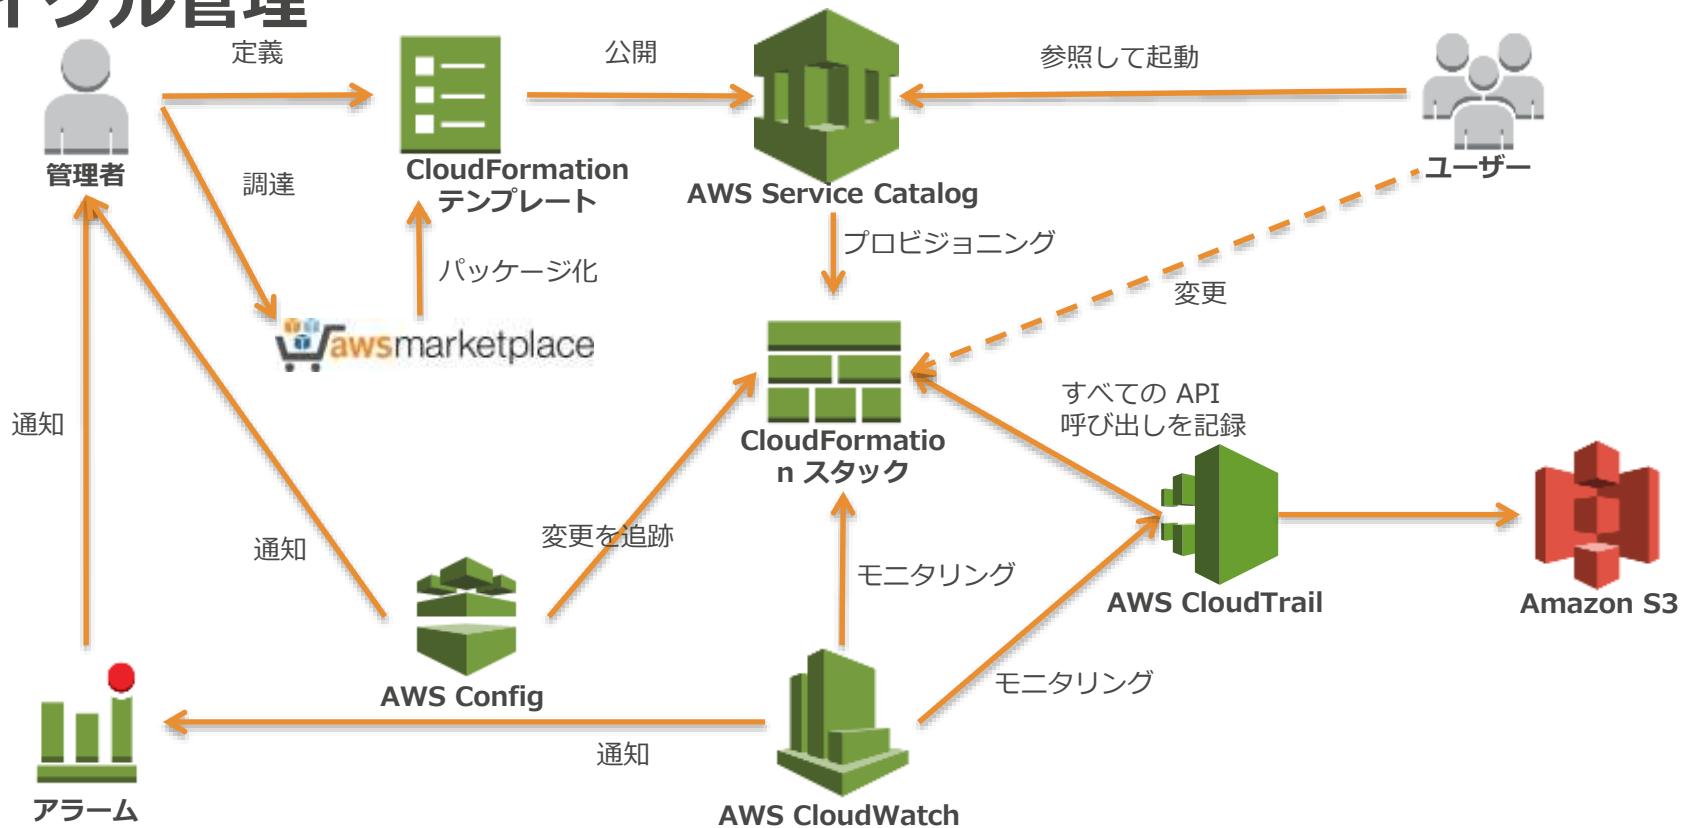 イクル管理
定義
公開
参照して起動
管理者
調達
CloudFormation
テンプレート
AWS Service Catalog
ユーザー
パッケージ化
プロビジョニング
変更
awsmarketplace
通知
すべての API
呼び出しを記録
CloudFormatio
n スタック
通知
変更を追跡
モニタリング
AWS CloudTrail
Amazon S3
AWS Config
モニタリング
通知
アラーム
AWS CloudWatch